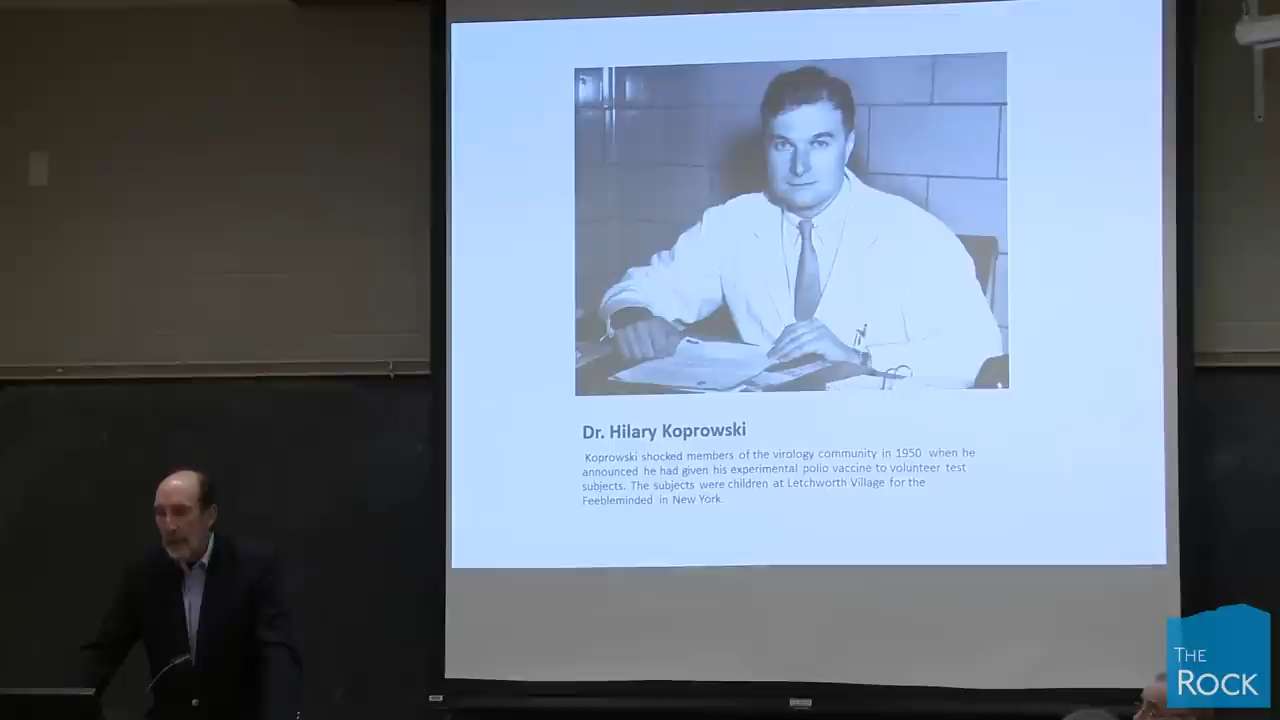 Dr. Hilary Koprowski
Koprowski shocked members of the virology community in 1950 when he
announced he had given his experimental polio vaccine to volunteer test
subjects. The subjects were children at Letchworth Village for the
Feebleminded in New York.
THE
ROCK